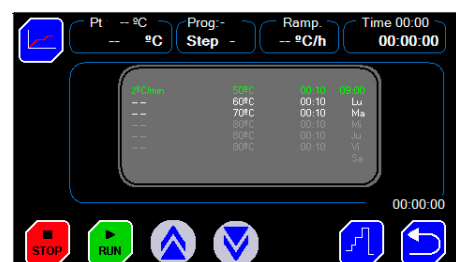 Pt -- ºC Prog:- Ramp. Time 00:00
-- ºC Step - -- ºC/h 00:00:00
2ºC/min 50ºC 00:10 09:00
-- 60ºC 00:10 Lu
-- 70ºC 00:10 Ma
-- 80ºC 00:10 Mi
-- 80ºC 00:10 Ju
-- 80ºC 00:10 Vi
Sa
00:00:00
STOP RUN